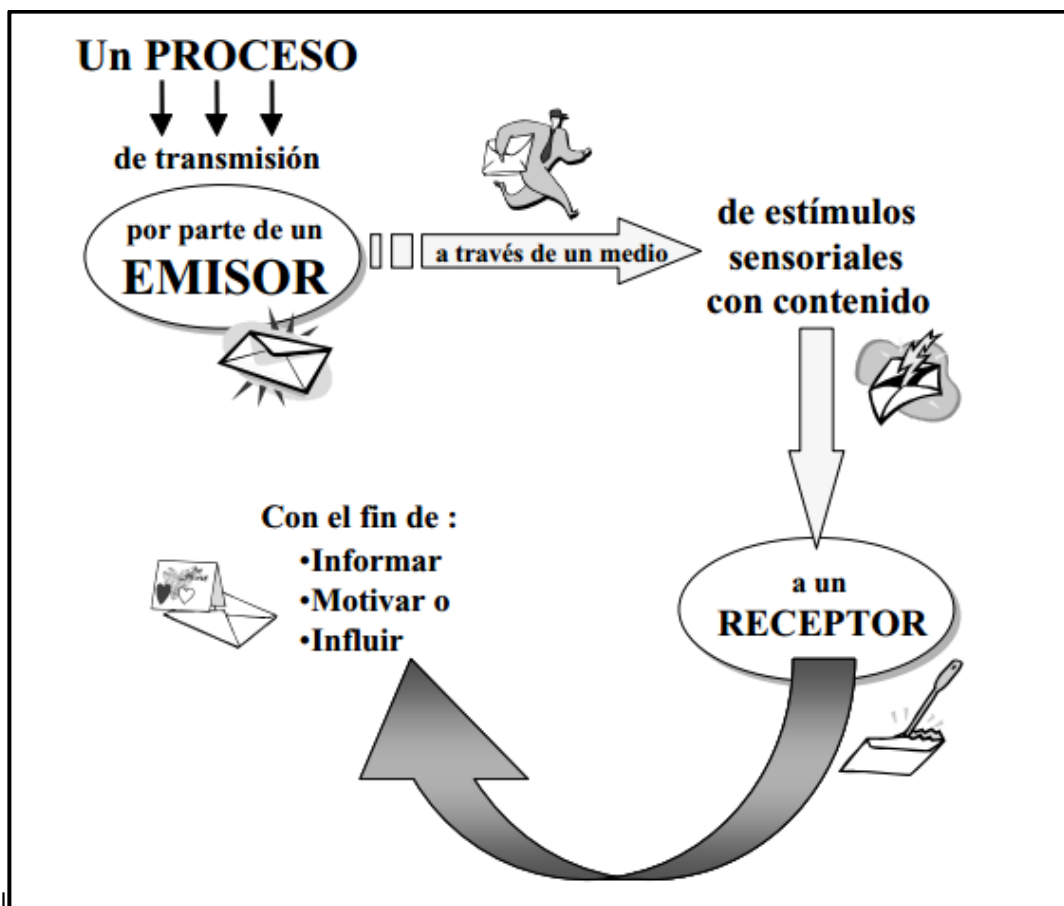 Un PROCESO
de transmisión
por parte de un
EMISOR
a través de un medio
de estímulos
sensoriales
con contenido
a un
RECEPTOR
Con el fin de :
•Informar
•Motivar o
•Influir